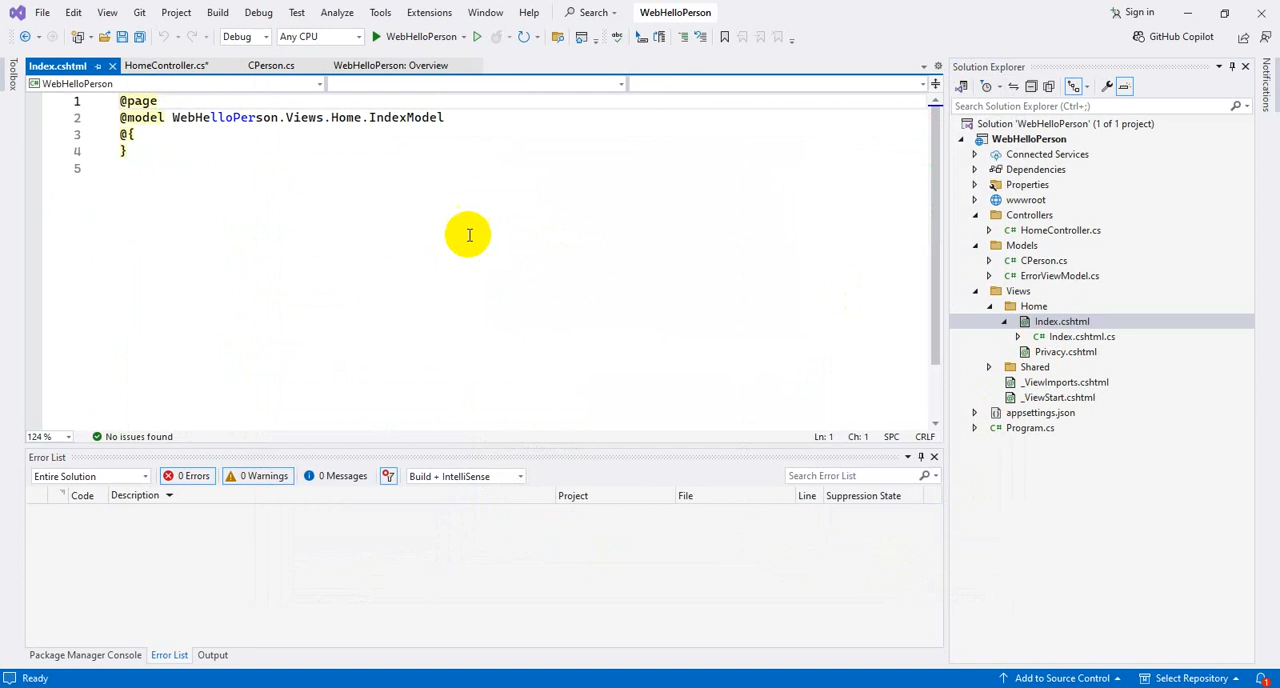 File Edit View Git Project Build Debug Test Analyze Tools Extensions Window Help Search WebHelloPerson Sign in
Debug Any CPU WebHelloPerson GitHub Copilot
Toolbox
Index.cshtml HomeController.cs* CPerson.cs WebHelloPerson: Overview
WebHelloPerson
1 @page
2 @model WebHelloPerson.Views.Home.IndexModel
3 @{
4 }
5
124 % No issues found Ln: 1 Ch: 1 SPC CRLF
Error List
Entire Solution 0 Errors 0 Warnings 0 Messages Build + IntelliSense Search Error List
Code Description Project File Line Suppression State
Package Manager Console Error List Output
Solution Explorer
Search Solution Explorer (Ctrl+;)
Solution 'WebHelloPerson' (1 of 1 project)
WebHelloPerson
Connected Services
Dependencies
Properties
wwwroot
Controllers
C# HomeController.cs
Models
C# CPerson.cs
C# ErrorViewModel.cs
Views
Home
Index.cshtml
C# Index.cshtml.cs
Privacy.cshtml
Shared
_ViewImports.cshtml
_ViewStart.cshtml
appsettings.json
C# Program.cs
Notifications
Ready Add to Source Control Select Repository 1